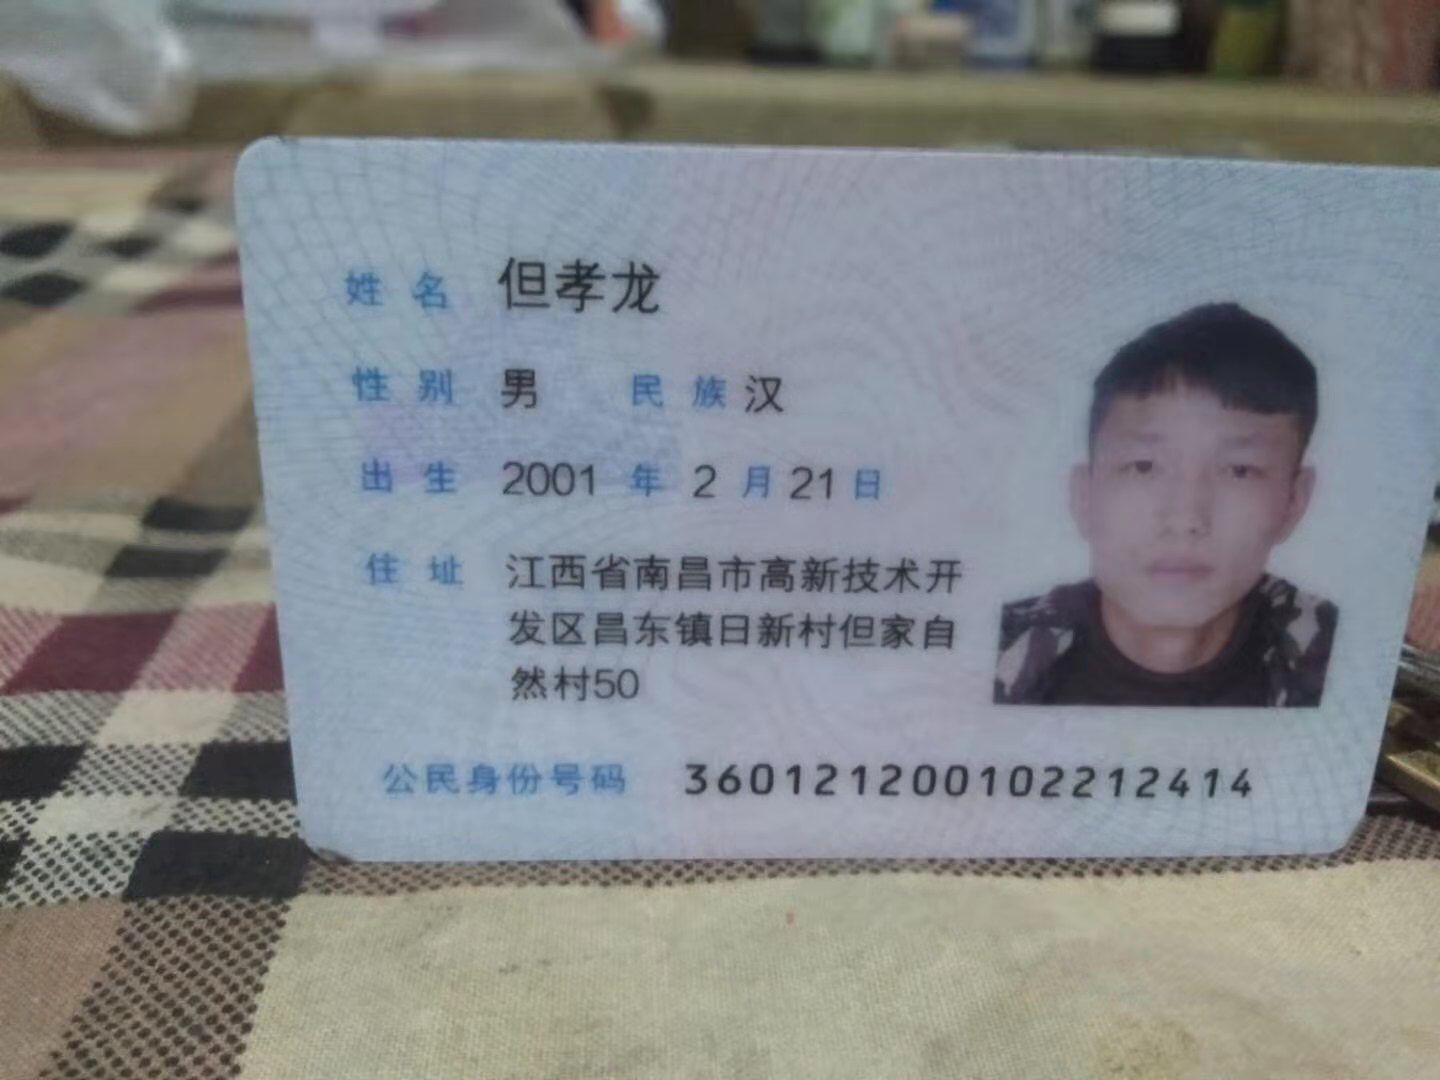 姓名 但孝龙
性别 男 民族 汉
出生 2001 年 2 月 21 日
住址 江西省南昌市高新技术开
发区昌东镇日新村但家自
然村50
公民身份号码 360121200102212414